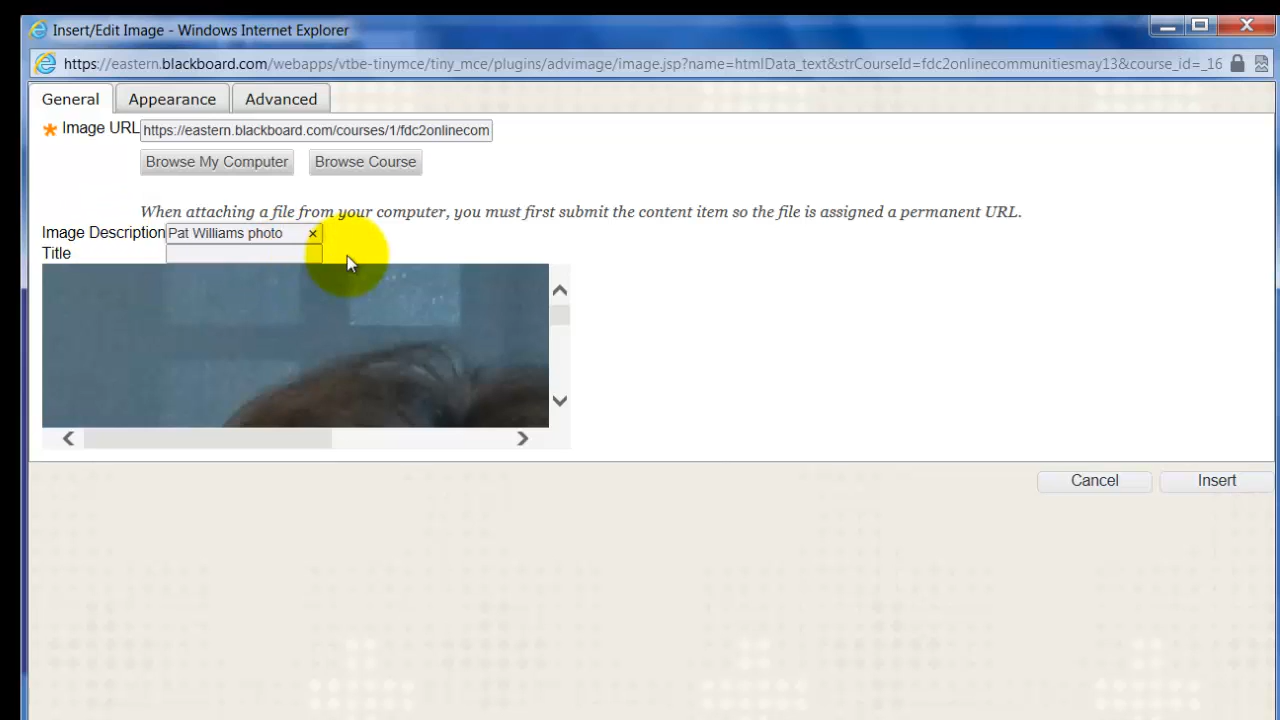 Insert/Edit Image - Windows Internet Explorer
https://eastern.blackboard.com/webapps/vtbe-tinymce/tiny_mce/plugins/advimage/image.jsp?name=htmlData_text&strCourseId=fdc2onlinecommunitiesmay13&course_id=_16
General Appearance Advanced
Image URL https://eastern.blackboard.com/courses/1/fdc2onlinecom
Browse My Computer Browse Course
When attaching a file from your computer, you must first submit the content item so the file is assigned a permanent URL.
Image Description Pat Williams photo
Title
Cancel Insert